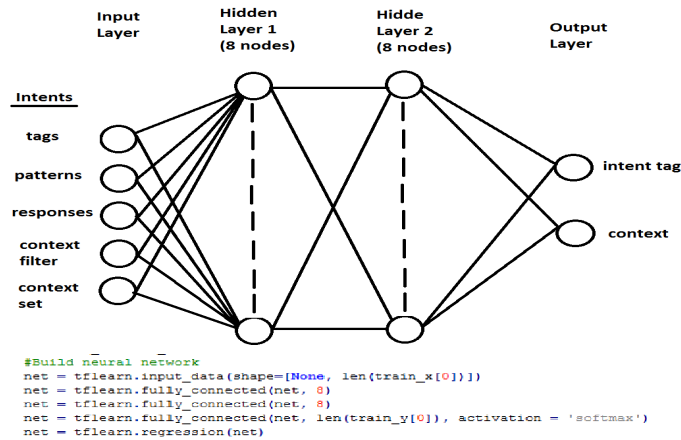 Input
Layer
Hidden
Layer 1
(8 nodes)
Hidde
Layer 2
(8 nodes)
Output
Layer
Intents
tags
patterns
responses
context
filter
context
set
intent tag
context
#Build neural network
net = tflearn.input_data(shape=[None, len(train_x[0])])
net = tflearn.fully_connected(net, 8)
net = tflearn.fully_connected(net, 8)
net = tflearn.fully_connected(net, len(train_y[0]), activation = 'softmax')
net = tflearn.regression(net)